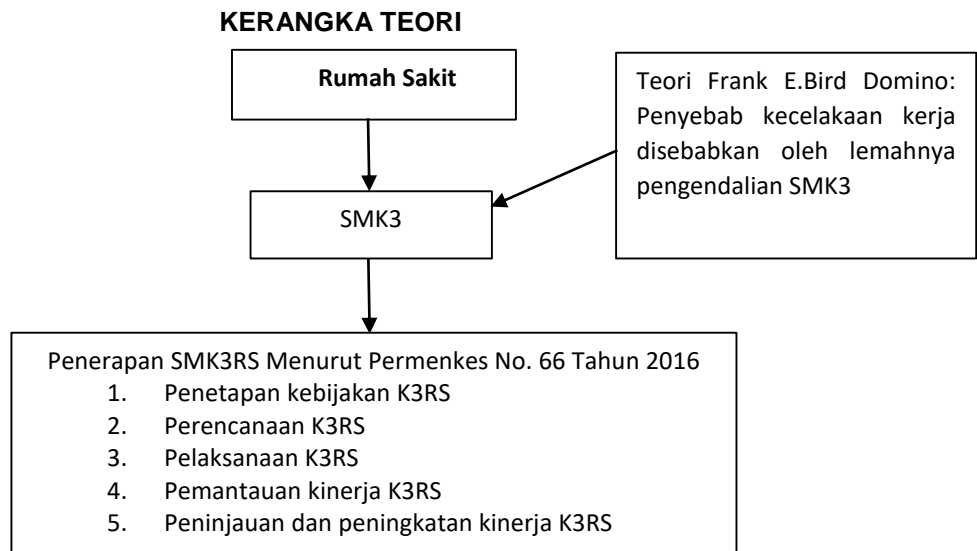 KERANGKA TEORI
Rumah Sakit
Teori Frank E.Bird Domino:
Penyebab kecelakaan kerja
disebabkan oleh lemahnya
pengendalian SMK3
SMK3
Penerapan SMK3RS Menurut Permenkes No. 66 Tahun 2016
1. Penetapan kebijakan K3RS
2. Perencanaan K3RS
3. Pelaksanaan K3RS
4. Pemantauan kinerja K3RS
5. Peninjauan dan peningkatan kinerja K3RS